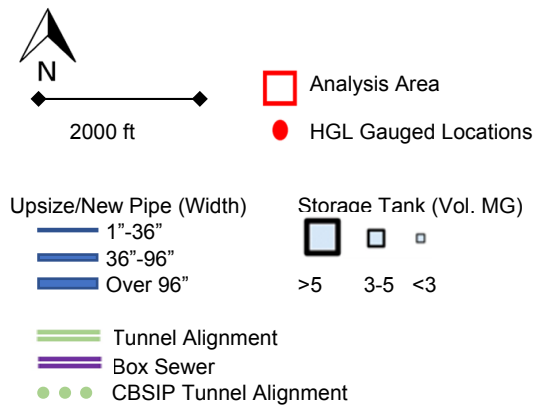 N
2000 ft
Analysis Area
HGL Gauged Locations
Upsize/New Pipe (Width)
1”-36”
36”-96”
Over 96”
Storage Tank (Vol. MG)
>5 3-5 <3
Tunnel Alignment
Box Sewer
CBSIP Tunnel Alignment